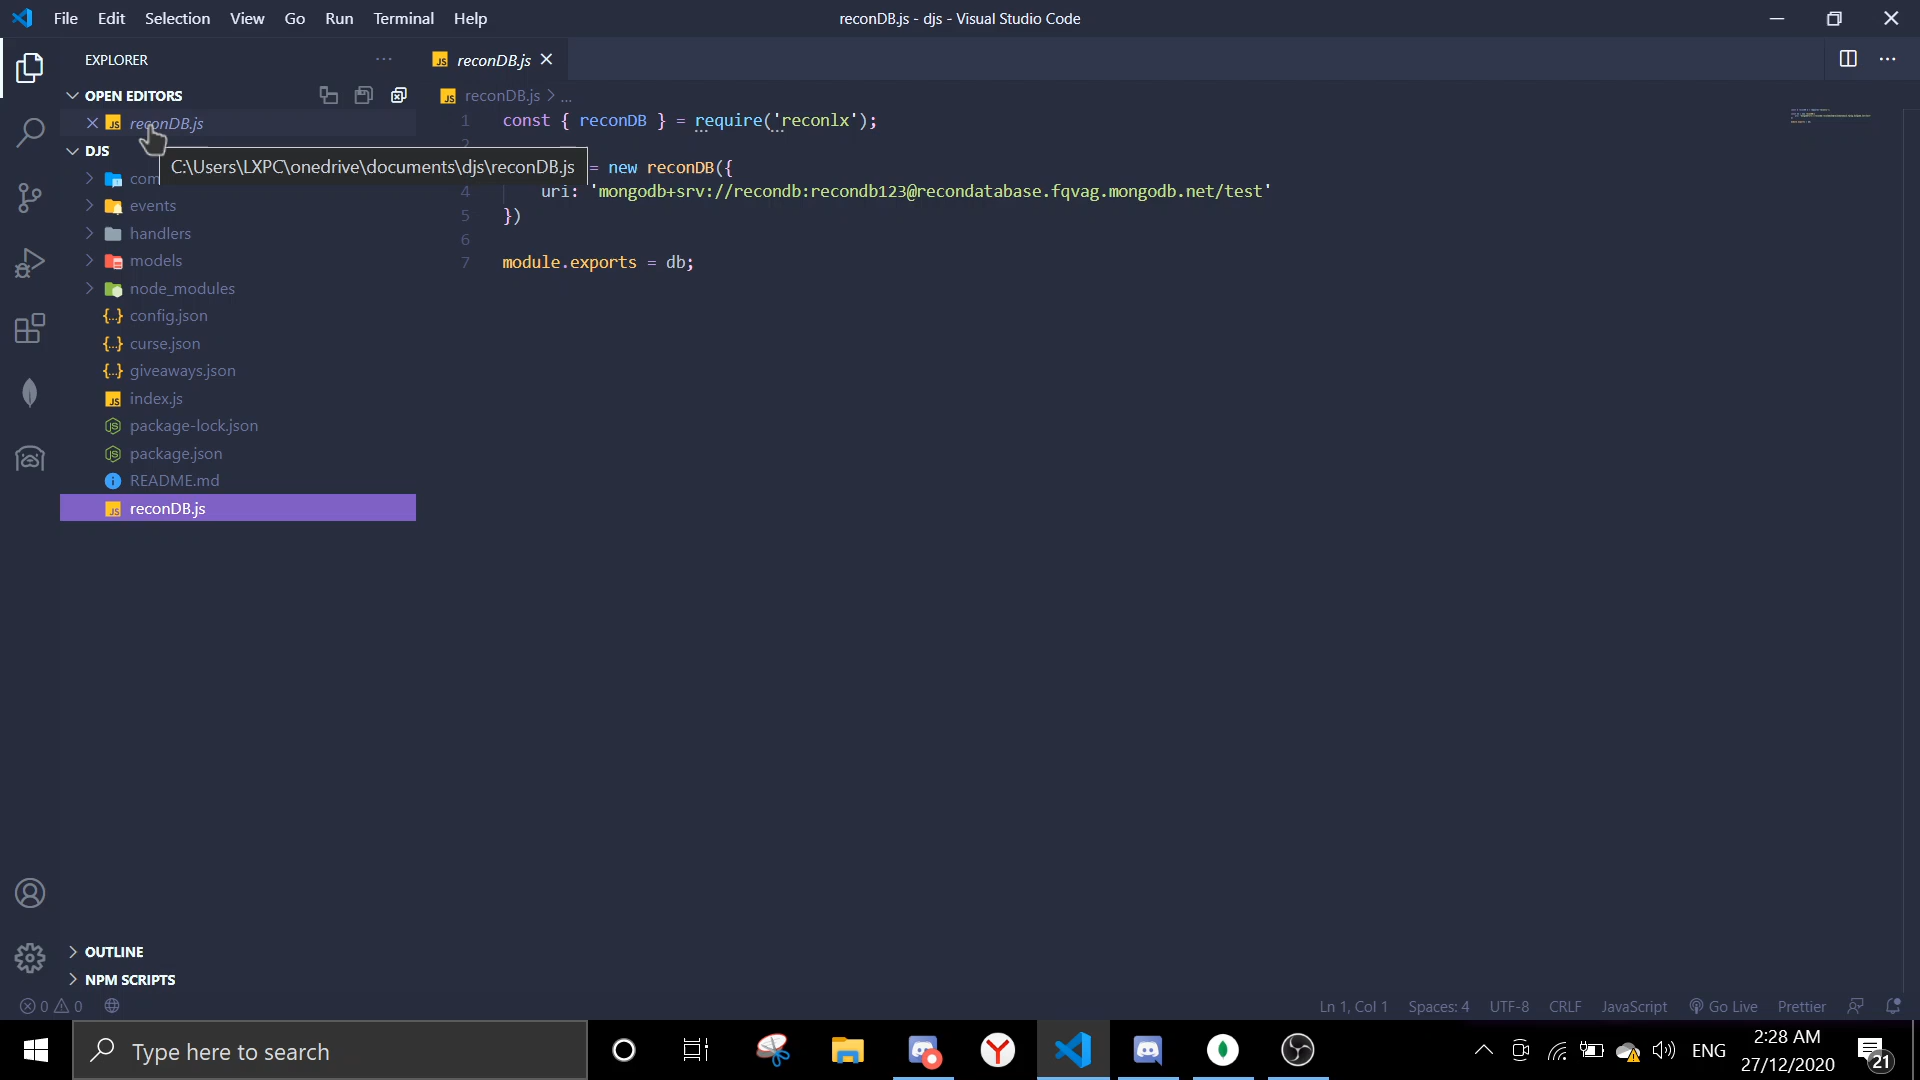 File Edit Selection View Go Run Terminal Help
reconDB.js - djs - Visual Studio Code
EXPLORER
OPEN EDITORS
reconDB.js
DJS
com
events
handlers
models
node_modules
config.json
curse.json
giveaways.json
index.js
package-lock.json
package.json
README.md
reconDB.js
OUTLINE
NPM SCRIPTS
C:\Users\LXPC\onedrive\documents\djs\reconDB.js
reconDB.js
reconDB.js > ...
1 const { reconDB } = require('reconlx');
2
= new reconDB({
4 uri: 'mongodb+srv://recondb:recondb123@recondatabase.fqvag.mongodb.net/test'
5 })
6
7 module.exports = db;
0 0 Ln 1, Col 1 Spaces: 4 UTF-8 CRLF JavaScript Go Live Prettier
Type here to search
ENG
2:28 AM
27/12/2020
21